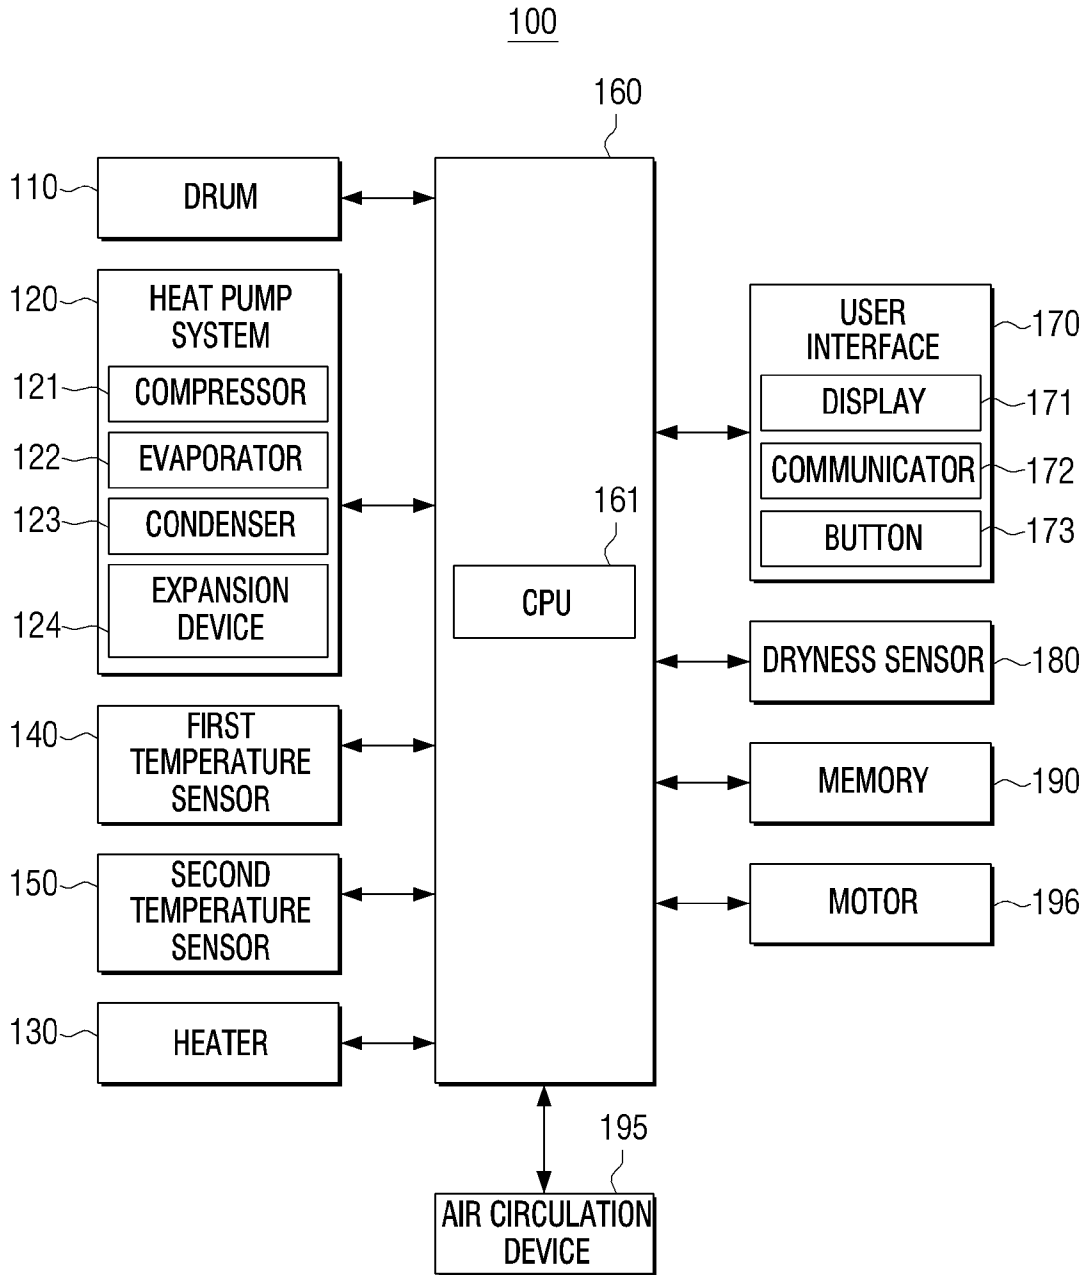 100
160
110
DRUM
120
HEAT PUMP
SYSTEM
121
COMPRESSOR
122
EVAPORATOR
123
CONDENSER
124
EXPANSION
DEVICE
140
FIRST
TEMPERATURE
SENSOR
150
SECOND
TEMPERATURE
SENSOR
130
HEATER
161
CPU
USER
INTERFACE
170
DISPLAY
171
COMMUNICATOR
172
BUTTON
173
DRYNESS SENSOR
180
MEMORY
190
MOTOR
196
195
AIR CIRCULATION
DEVICE